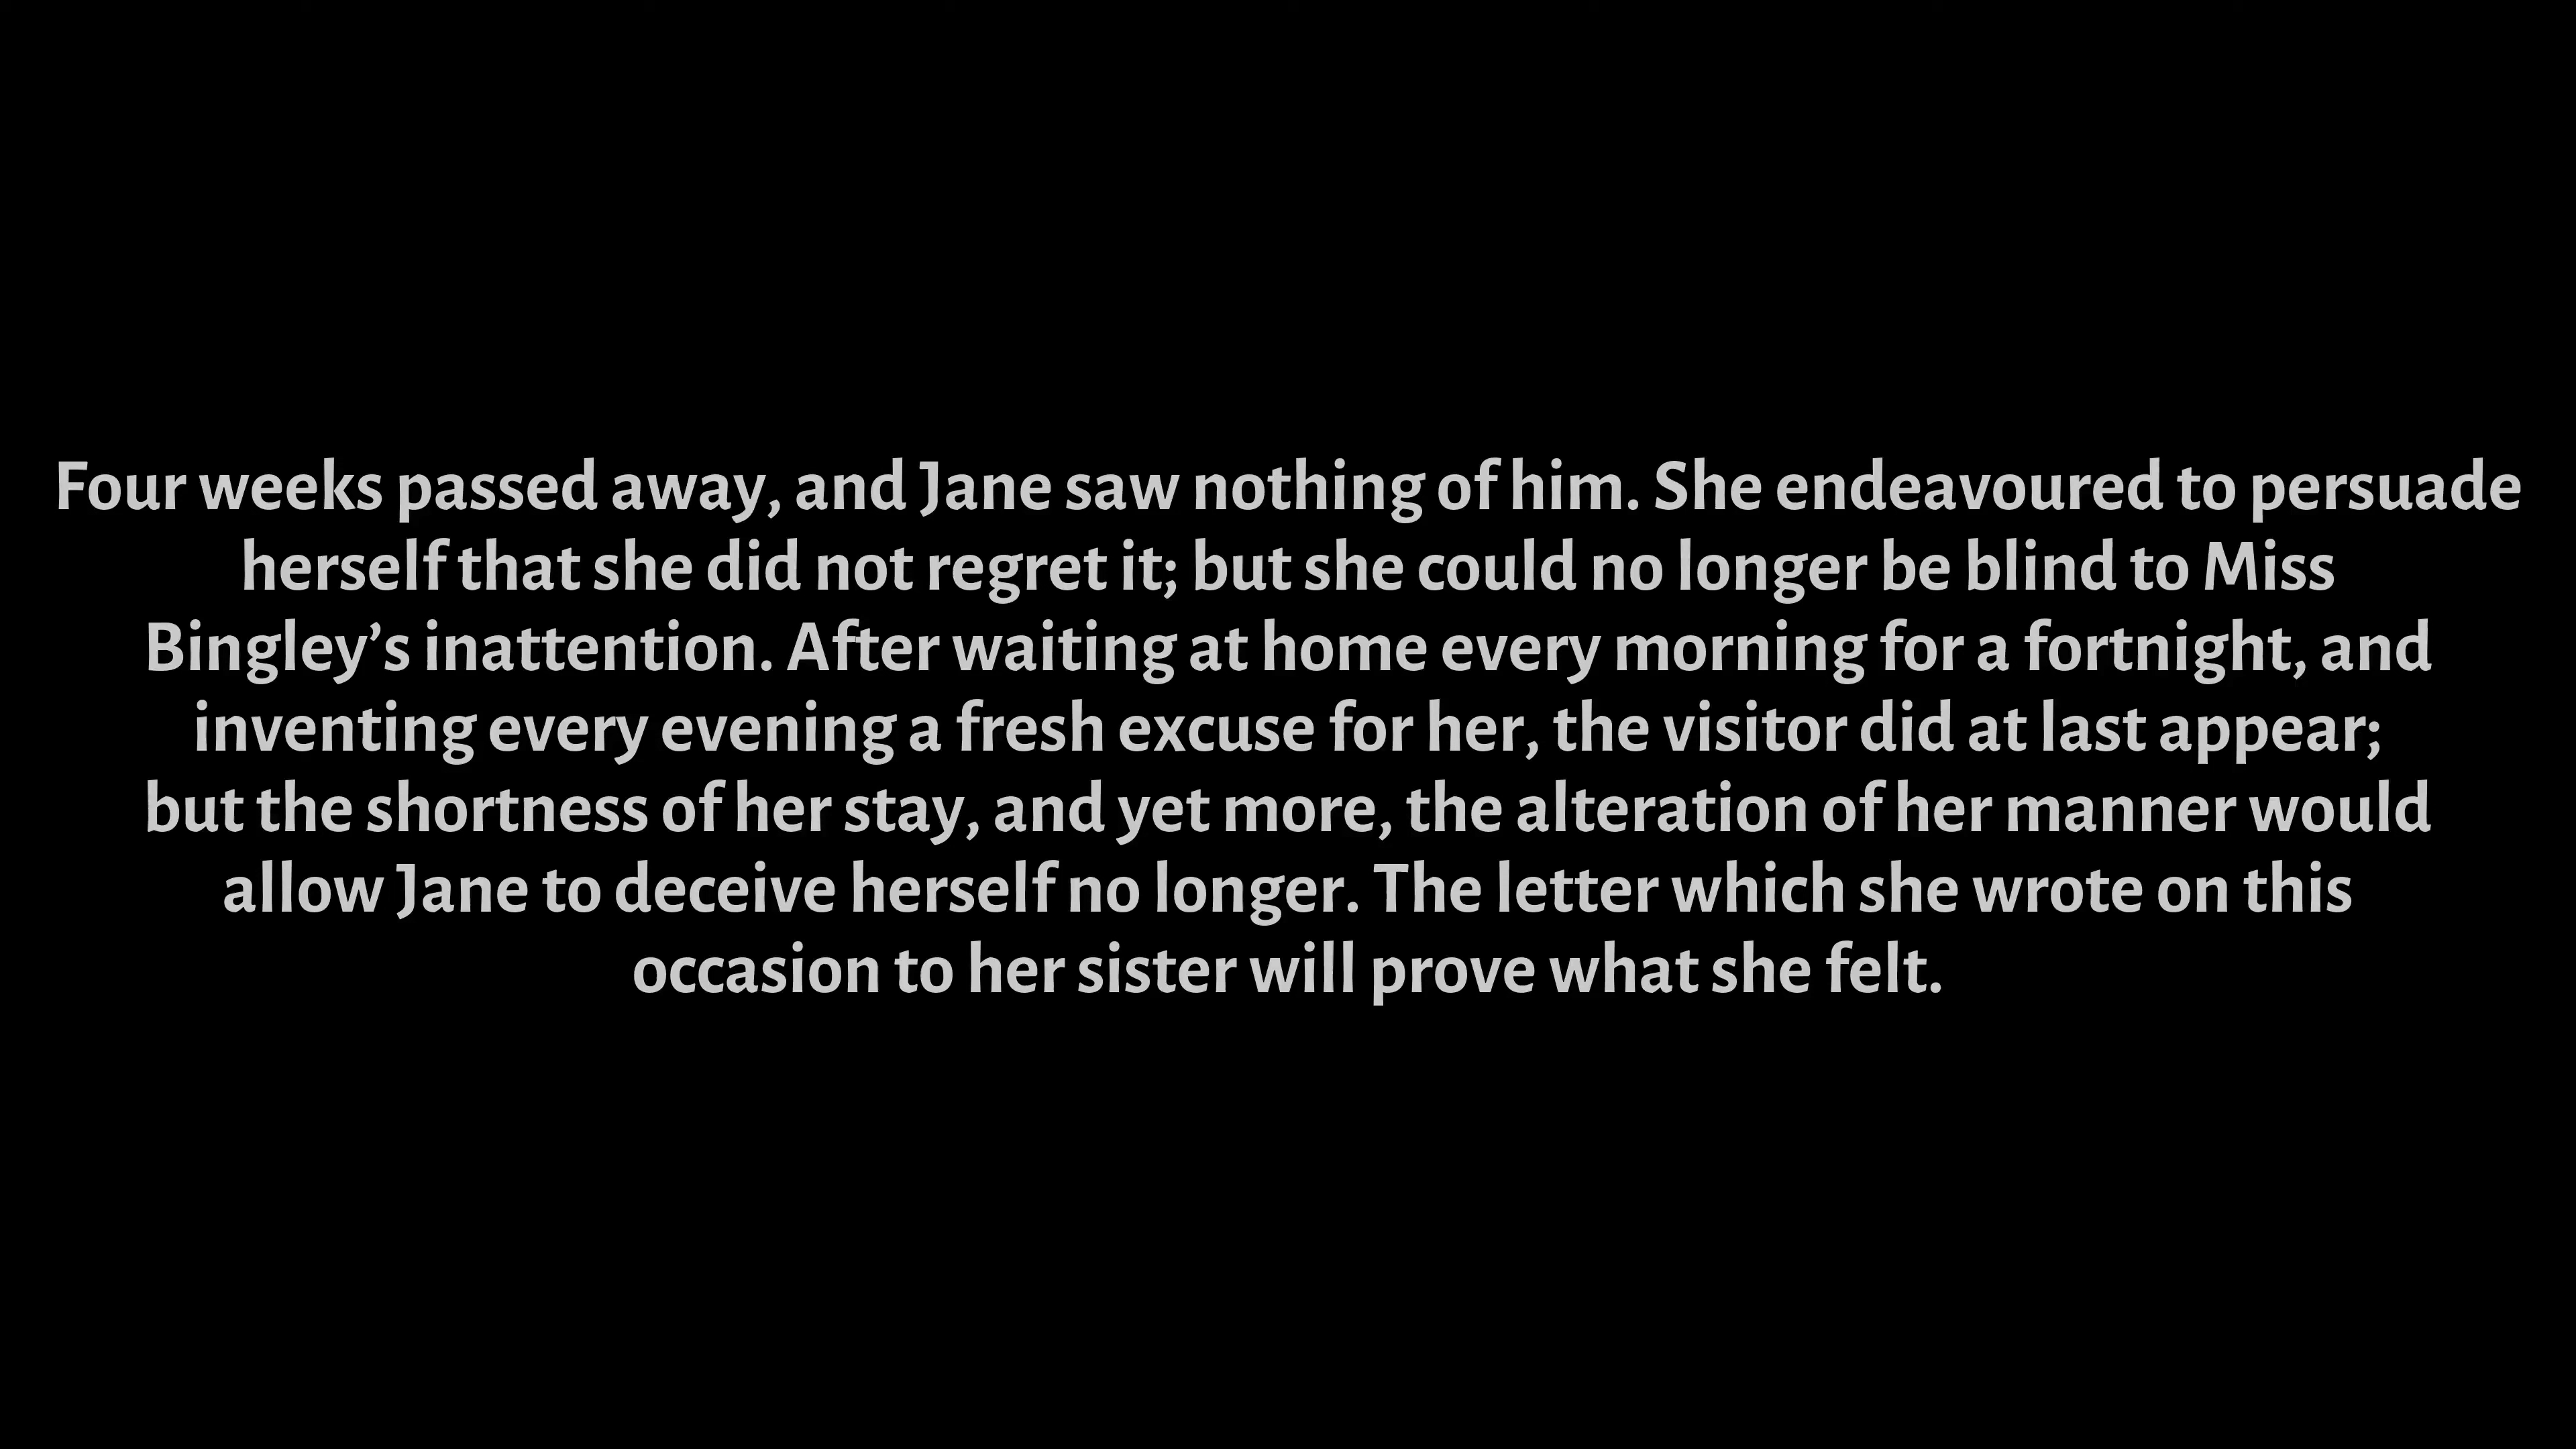 Four weeks passed away, and Jane saw nothing of him. She endeavoured to persuade
herself that she did not regret it; but she could no longer be blind to Miss
Bingley’s inattention. After waiting at home every morning for a fortnight, and
inventing every evening a fresh excuse for her, the visitor did at last appear;
but the shortness of her stay, and yet more, the alteration of her manner would
allow Jane to deceive herself no longer. The letter which she wrote on this
occasion to her sister will prove what she felt.